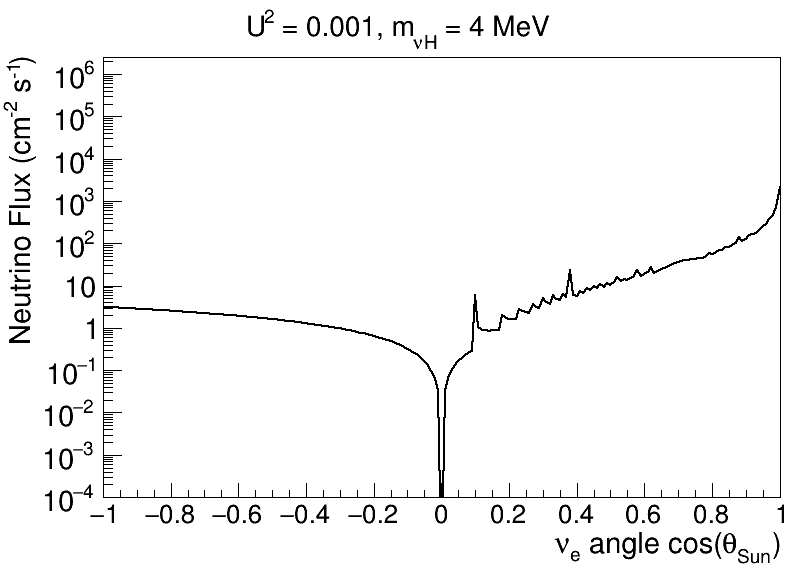 U² = 0.001, m_νH = 4 MeV
Neutrino Flux (cm⁻² s⁻¹)
10⁶
10⁵
10⁴
10³
10²
10
1
10⁻¹
10⁻²
10⁻³
10⁻⁴
−1 −0.8 −0.6 −0.4 −0.2 0 0.2 0.4 0.6 0.8 1
ν_e angle cos(θ_Sun)